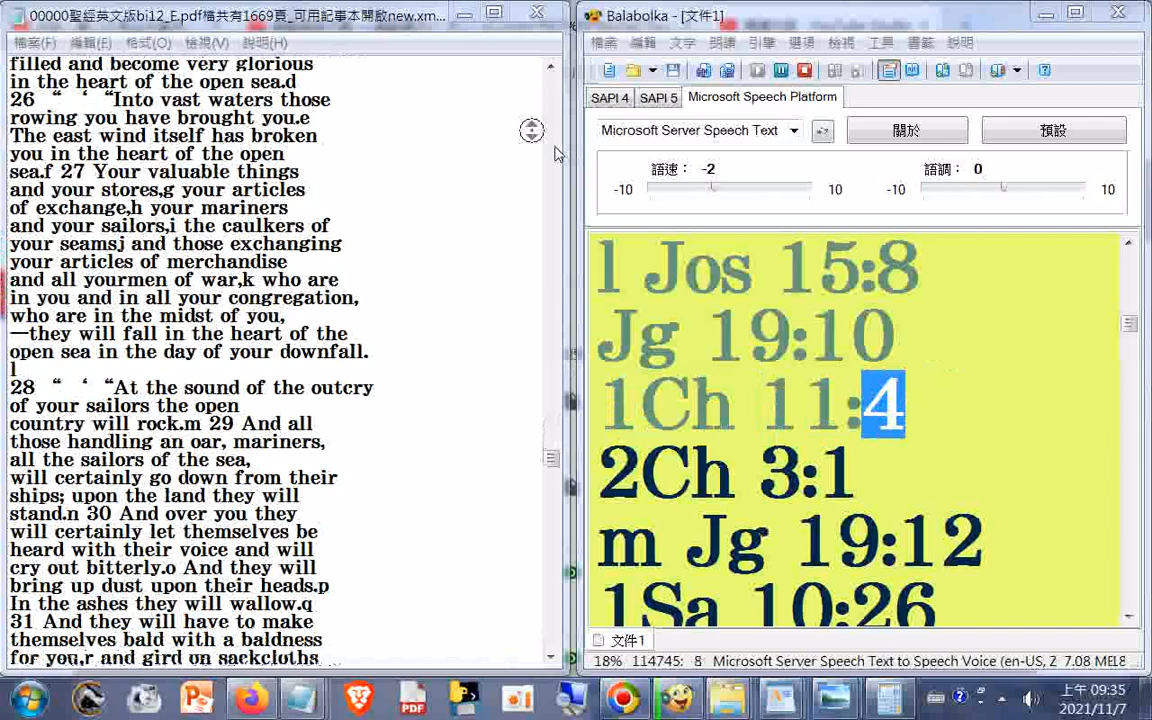 00000聖經英文版bi12_E.pdf檔共有1669頁_可用記事本開啟new.xm...
檔案(F) 編輯(E) 格式(O) 檢視(V) 說明(H)
filled and become very glorious
in the heart of the open sea.d
26 “ ‘ “Into vast waters those
rowing you have brought you.e
The east wind itself has broken
you in the heart of the open
sea.f 27 Your valuable things
and your stores,g your articles
of exchange,h your mariners
and your sailors,i the caulkers of
your seamsj and those exchanging
your articles of merchandise
and all yourmen of war,k who are
in you and in all your congregation,
who are in the midst of you,
—they will fall in the heart of the
open sea in the day of your downfall.
l
28 “ ‘ “At the sound of the outcry
of your sailors the open
country will rock.m 29 And all
those handling an oar, mariners,
all the sailors of the sea,
will certainly go down from their
ships; upon the land they will
stand.n 30 And over you they
will certainly let themselves be
heard with their voice and will
cry out bitterly.o And they will
bring up dust upon their heads.p
In the ashes they will wallow.q
31 And they will have to make
themselves bald with a baldness
for you,r and gird on sackcloths
Balabolka - [文件1]
檔案 編輯 文字 朗讀 引擎 選項 檢視 工具 書籤 說明
SAPI 4 SAPI 5 Microsoft Speech Platform
Microsoft Server Speech Text 關於 預設
語速： -2 語調： 0
-10 10 -10 10
l Jos 15:8
Jg 19:10
1Ch 11:4
2Ch 3:1
m Jg 19:12
1Sa 10:26
文件1
18% 114745: 8 Microsoft Server Speech Text to Speech Voice (en-US, 2 7.08 MEL8
PDF
上午 09:35
2021/11/7